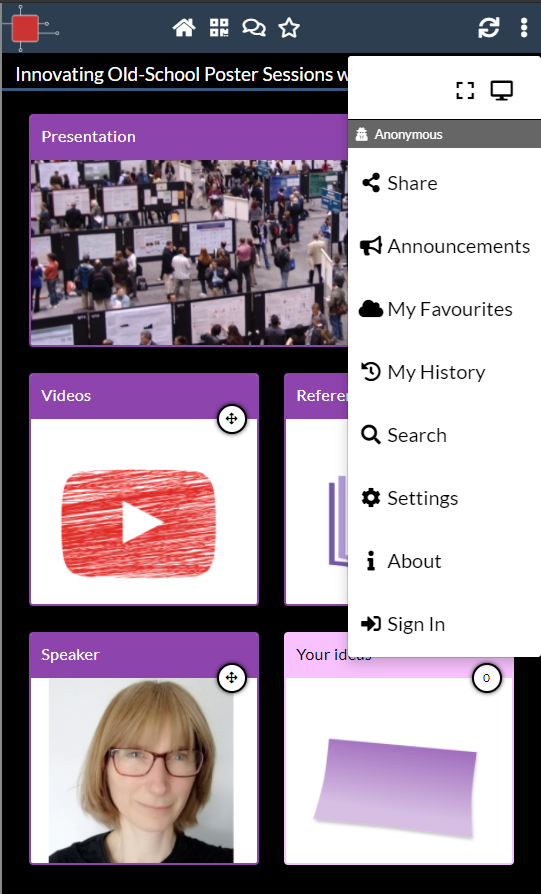 Innovating Old-School Poster Sessions w
Anonymous
Presentation
Share
Announcements
My Favourites
My History
Videos
Referen
Search
Settings
About
Sign In
Speaker
Your ideas
0